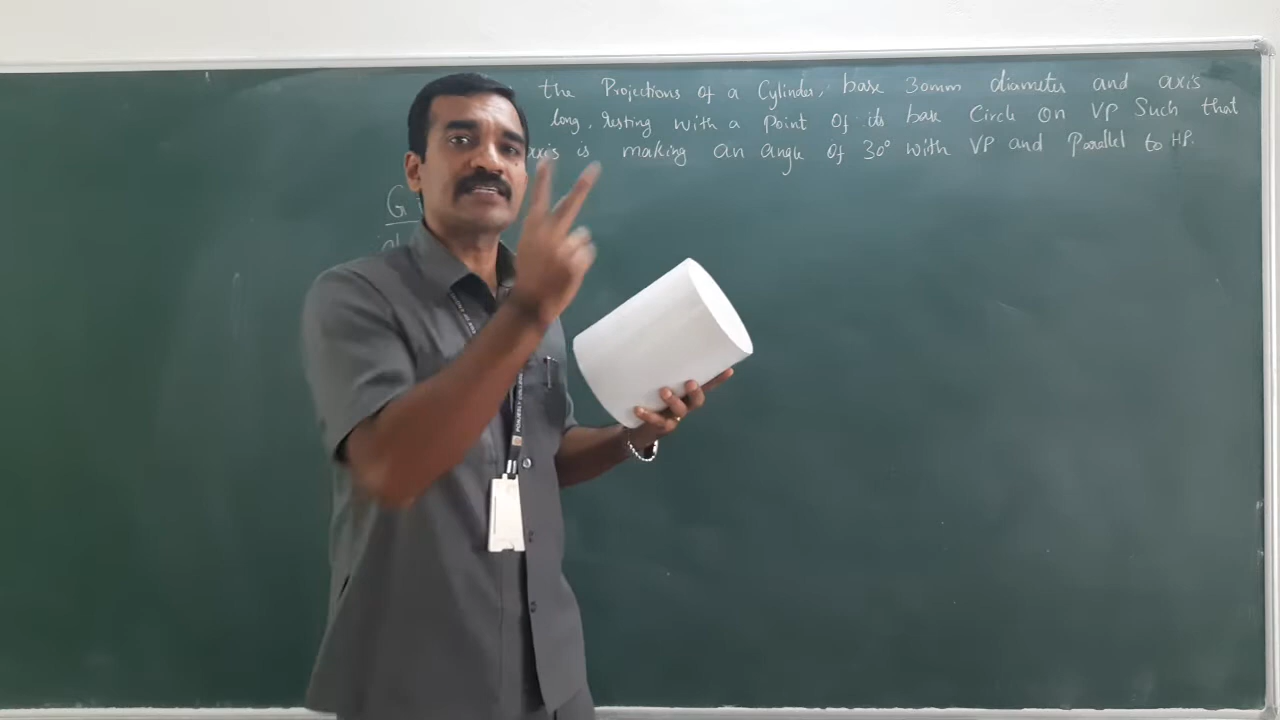 the Projections of a Cylinder, base 30mm diameter and axis
long, resting with a Point of its base Circle on VP Such that
axis is making an angle of 30° with VP and Parallel to HP.
G